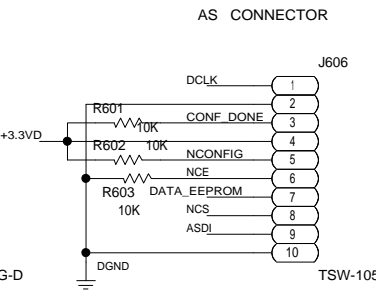 AS CONNECTOR
J606
DCLK
1
2
R601
10K
CONF_DONE
3
+3.3VD
4
R602
10K
NCONFIG
5
NCE
6
R603
10K
DATA_EEPROM
7
NCS
8
ASDI
9
10
DGND
G-D
TSW-105